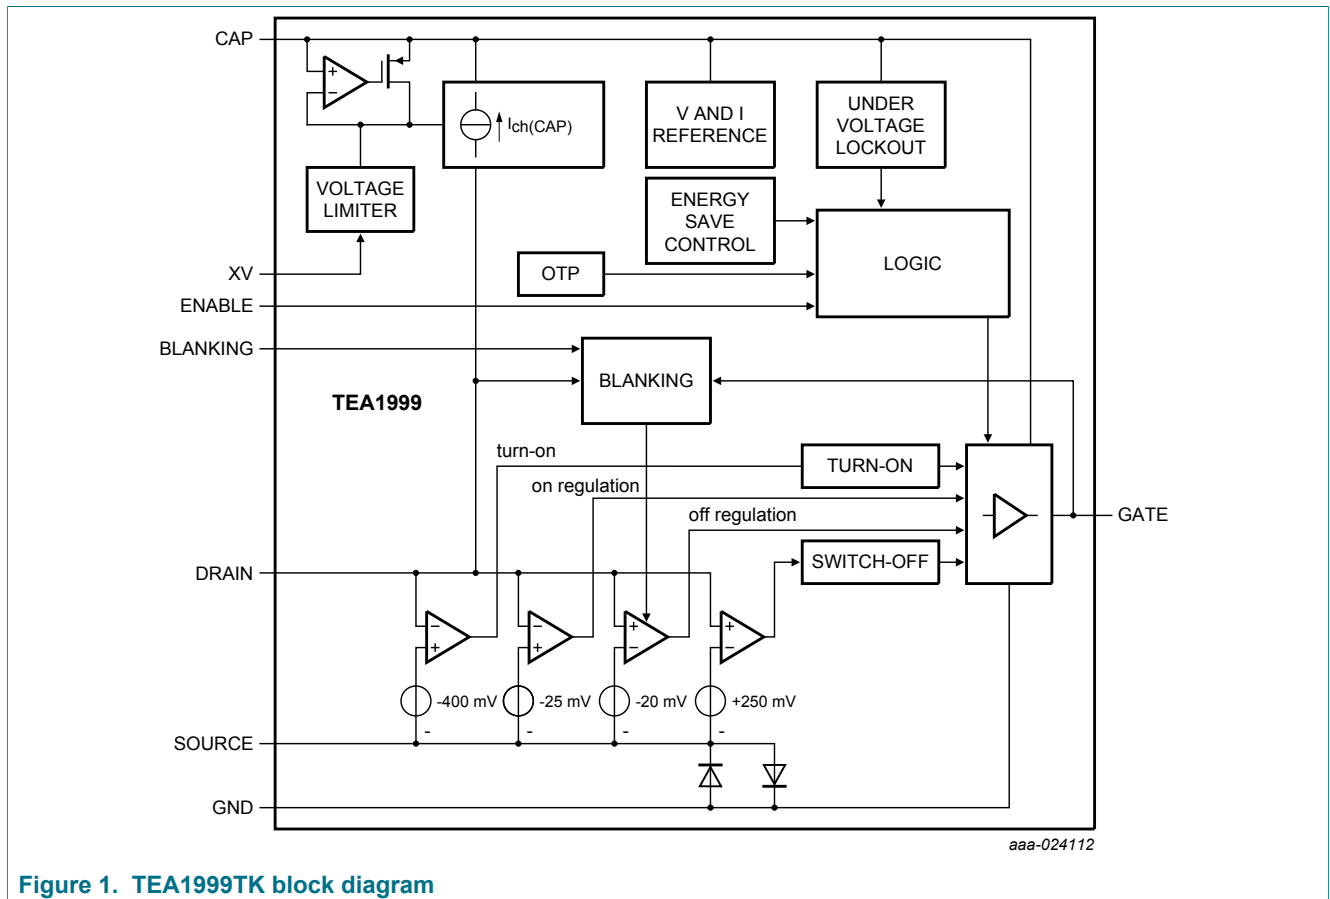 CAP
+
−
Ich(CAP)
V AND I
REFERENCE
UNDER
VOLTAGE
LOCKOUT
VOLTAGE
LIMITER
ENERGY
SAVE
CONTROL
LOGIC
XV
OTP
ENABLE
BLANKING
BLANKING
TEA1999
turn-on
TURN-ON
on regulation
off regulation
GATE
SWITCH-OFF
DRAIN
−
+
−
+
+
−
+
−
-400 mV
-25 mV
-20 mV
+250 mV
-
-
-
-
SOURCE
GND
aaa-024112
Figure 1. TEA1999TK block diagram